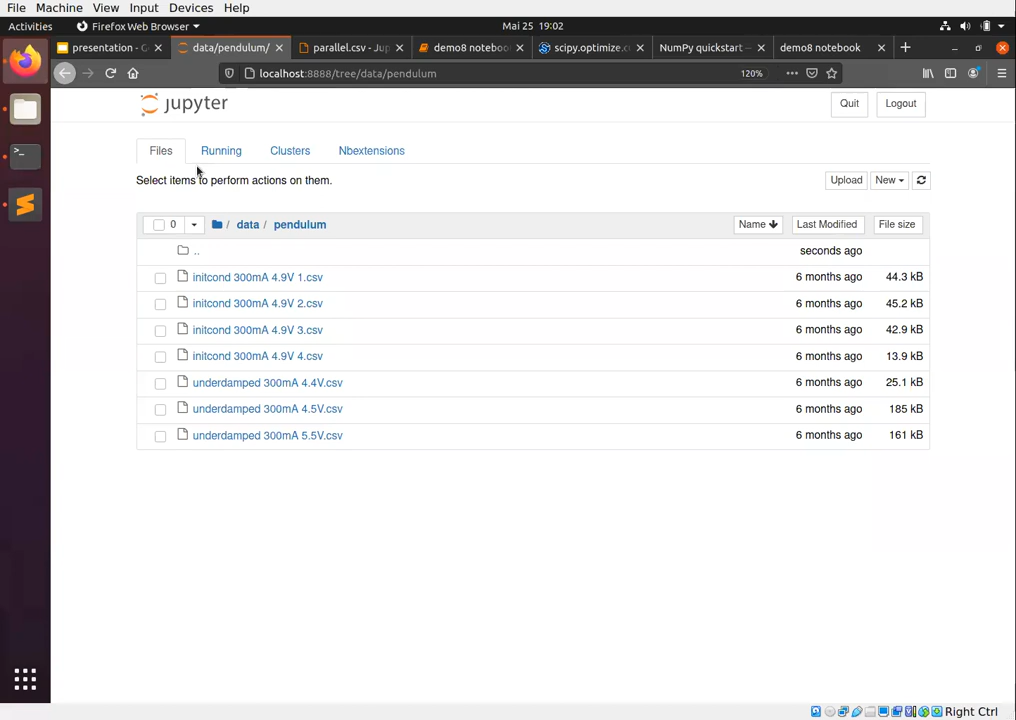 File Machine View Input Devices Help
Activities Firefox Web Browser Mai 25 19:02
presentation - G data/pendulum/ parallel.csv - Jup demo8 noteboo scipy.optimize. NumPy quickstart demo8 notebook
localhost:8888/tree/data/pendulum 120%
jupyter Quit Logout
Files Running Clusters Nbextensions
Select items to perform actions on them. Upload New
0 / data / pendulum Name Last Modified File size
.. seconds ago
initcond 300mA 4.9V 1.csv 6 months ago 44.3 kB
initcond 300mA 4.9V 2.csv 6 months ago 45.2 kB
initcond 300mA 4.9V 3.csv 6 months ago 42.9 kB
initcond 300mA 4.9V 4.csv 6 months ago 13.9 kB
underdamped 300mA 4.4V.csv 6 months ago 25.1 kB
underdamped 300mA 4.5V.csv 6 months ago 185 kB
underdamped 300mA 5.5V.csv 6 months ago 161 kB
Right Ctrl